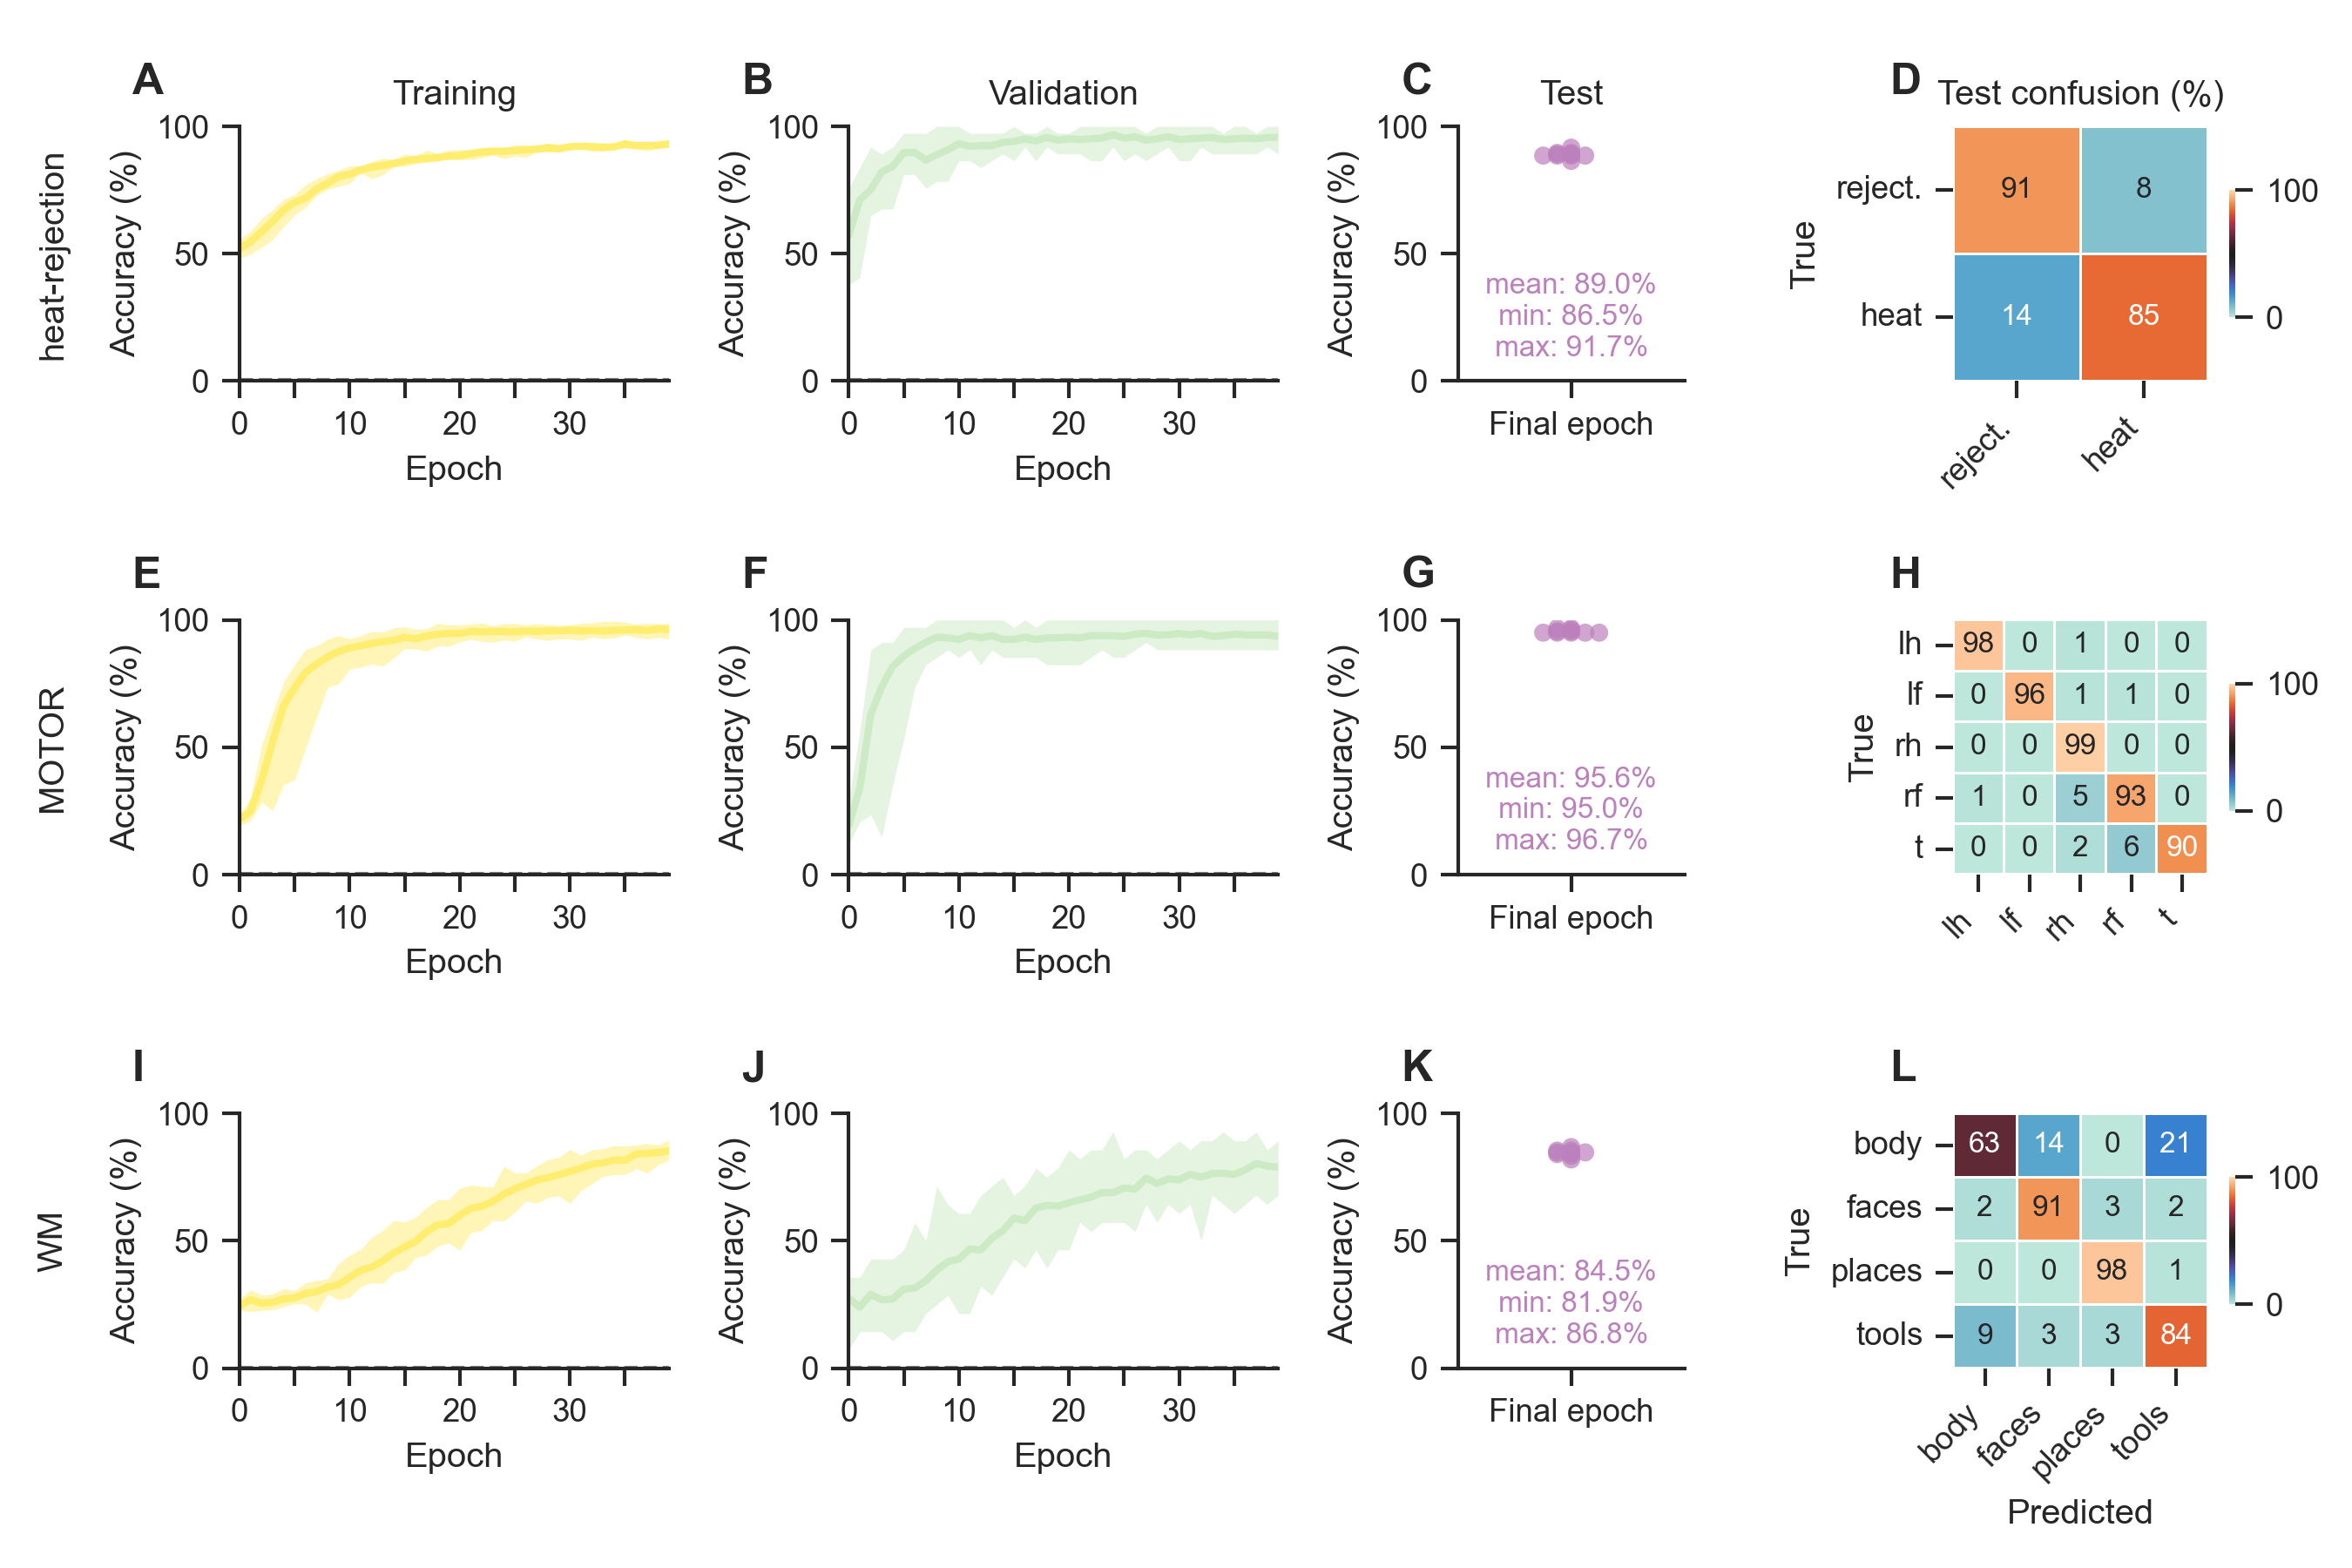 A
Training
B
Validation
C
Test
D
Test confusion (%)
heat-rejection
Accuracy (%)
100
50
0
0
10
20
30
Epoch
Accuracy (%)
100
50
0
0
10
20
30
Epoch
Accuracy (%)
100
50
0
mean: 89.0%
min: 86.5%
max: 91.7%
Final epoch
True
reject.
91
8
heat
14
85
reject.
heat
100
0
E
F
G
H
MOTOR
Accuracy (%)
100
50
0
0
10
20
30
Epoch
Accuracy (%)
100
50
0
0
10
20
30
Epoch
Accuracy (%)
100
50
0
mean: 95.6%
min: 95.0%
max: 96.7%
Final epoch
True
lh
98 0 1 0 0
lf
0 96 1 1 0
rh
0 0 99 0 0
rf
1 0 5 93 0
t
0 0 2 6 90
lh
lf
rh
rf
t
100
0
I
J
K
L
WM
Accuracy (%)
100
50
0
0
10
20
30
Epoch
Accuracy (%)
100
50
0
0
10
20
30
Epoch
Accuracy (%)
100
50
0
mean: 84.5%
min: 81.9%
max: 86.8%
Final epoch
True
body
63 14 0 21
faces
2 91 3 2
places
0 0 98 1
tools
9 3 3 84
body
faces
places
tools
Predicted
100
0